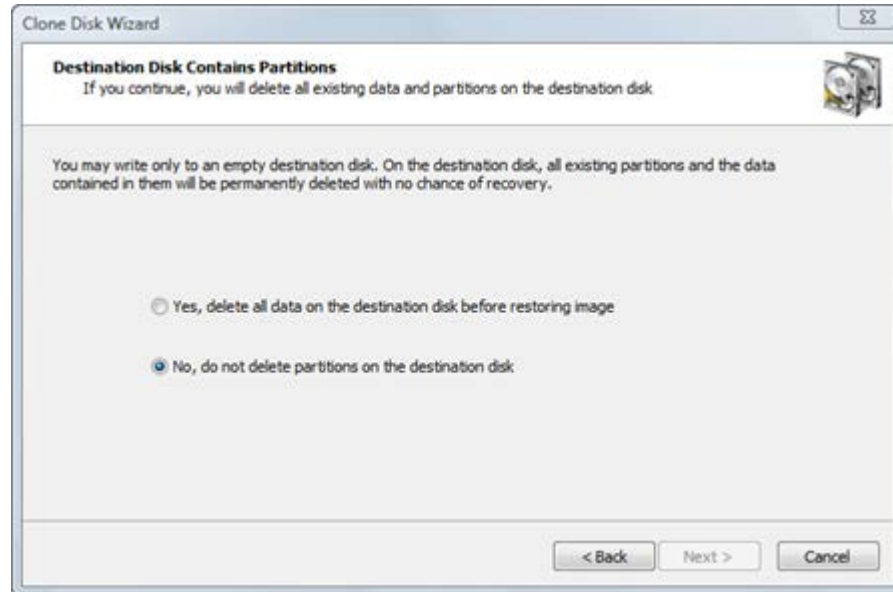 Clone Disk Wizard
Destination Disk Contains Partitions
If you continue, you will delete all existing data and partitions on the destination disk
You may write only to an empty destination disk. On the destination disk, all existing partitions and the data
contained in them will be permanently deleted with no chance of recovery.
Yes, delete all data on the destination disk before restoring image
No, do not delete partitions on the destination disk
< Back Next > Cancel